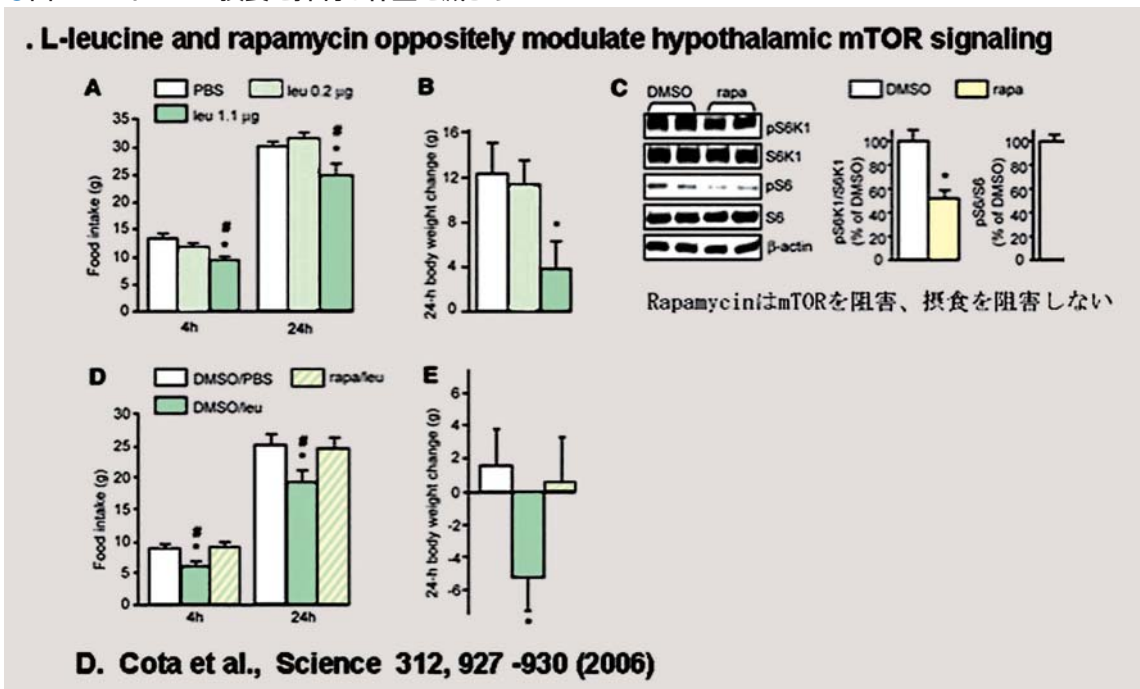 . L-leucine and rapamycin oppositely modulate hypothalamic mTOR signaling
A
PBS
leu 0.2 µg
leu 1.1 µg
Food intake (g)
35
30
25
20
15
10
5
0
#
•
#
•
4h
24h
B
24-h body weight change (g)
16
12
8
4
0
•
C
DMSO
rapa
pS6K1
S6K1
pS6
S6
β-actin
DMSO
rapa
pS6K1/S6K1
(% of DMSO)
100
80
60
40
20
0
•
pS6/S6
(% of DMSO)
100
80
60
40
20
0
RapamycinはmTORを阻害、摂食を阻害しない
D
DMSO/PBS
rapa/leu
DMSO/leu
Food intake (g)
30
25
20
15
10
5
0
#
•
#
•
4h
24h
E
24-h body weight change (g)
6
4
2
0
-2
-4
-6
•
D. Cota et al., Science 312, 927 -930 (2006)